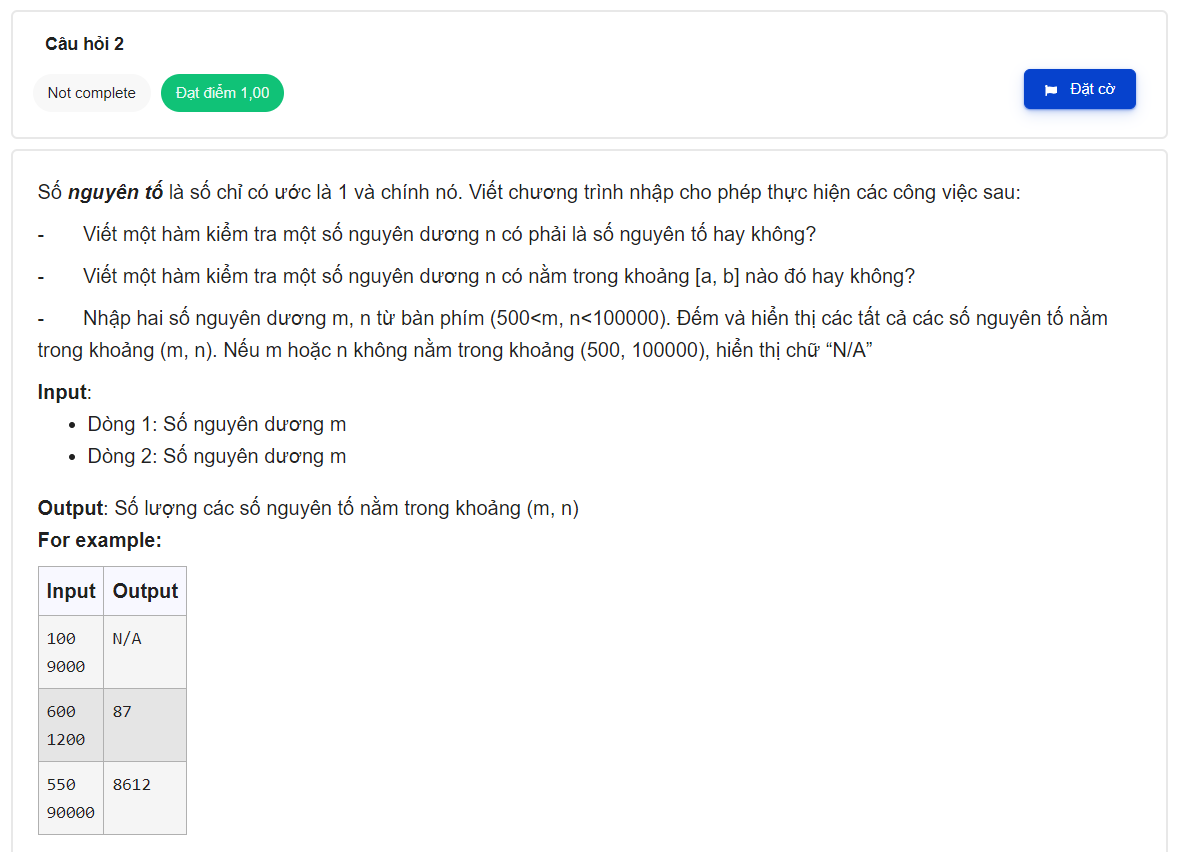 Câu hỏi 2
Not complete
Đạt điểm 1,00
Đặt cờ
Số nguyên tố là số chỉ có ước là 1 và chính nó. Viết chương trình nhập cho phép thực hiện các công việc sau:
- Viết một hàm kiểm tra một số nguyên dương n có phải là số nguyên tố hay không?
- Viết một hàm kiểm tra một số nguyên dương n có nằm trong khoảng [a, b] nào đó hay không?
- Nhập hai số nguyên dương m, n từ bàn phím (500<m, n<100000). Đếm và hiển thị các tất cả các số nguyên tố nằm
trong khoảng (m, n). Nếu m hoặc n không nằm trong khoảng (500, 100000), hiển thị chữ “N/A”
Input:
• Dòng 1: Số nguyên dương m
• Dòng 2: Số nguyên dương m
Output: Số lượng các số nguyên tố nằm trong khoảng (m, n)
For example:
Input Output
100 N/A
9000
600 87
1200
550 8612
90000